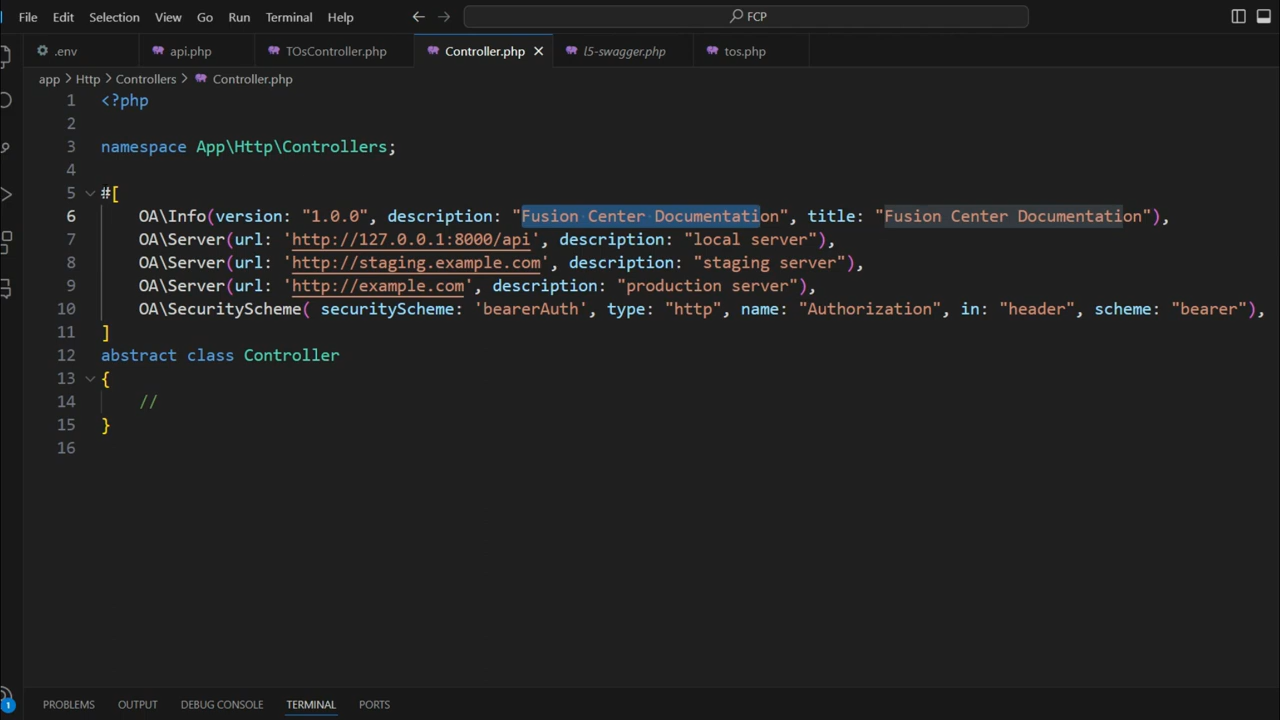 File Edit Selection View Go Run Terminal Help FCP
.env api.php TOsController.php Controller.php l5-swagger.php tos.php
app > Http > Controllers > Controller.php
1 <?php
2
3 namespace App\Http\Controllers;
4
5 #[
6 OA\Info(version: "1.0.0", description: "Fusion Center Documentation", title: "Fusion Center Documentation"),
7 OA\Server(url: 'http://127.0.0.1:8000/api', description: "local server"),
8 OA\Server(url: 'http://staging.example.com', description: "staging server"),
9 OA\Server(url: 'http://example.com', description: "production server"),
10 OA\SecurityScheme( securityScheme: 'bearerAuth', type: "http", name: "Authorization", in: "header", scheme: "bearer"),
11 ]
12 abstract class Controller
13 {
14 //
15 }
16
1
PROBLEMS OUTPUT DEBUG CONSOLE TERMINAL PORTS